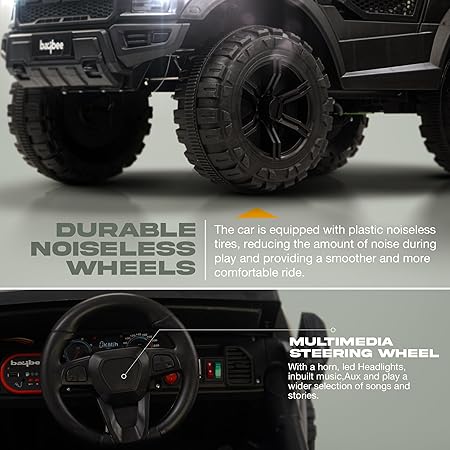 baybee
DURABLE
NOISELESS
WHEELS
The car is equipped with plastic noiseless
tires, reducing the amount of noise during
play and providing a smoother and more
comfortable ride.
baybee
MULTIMEDIA
STEERING WHEEL
With a horn, led Headlights,
inbuilt music,Aux and play a
wider selection of songs and
stories.